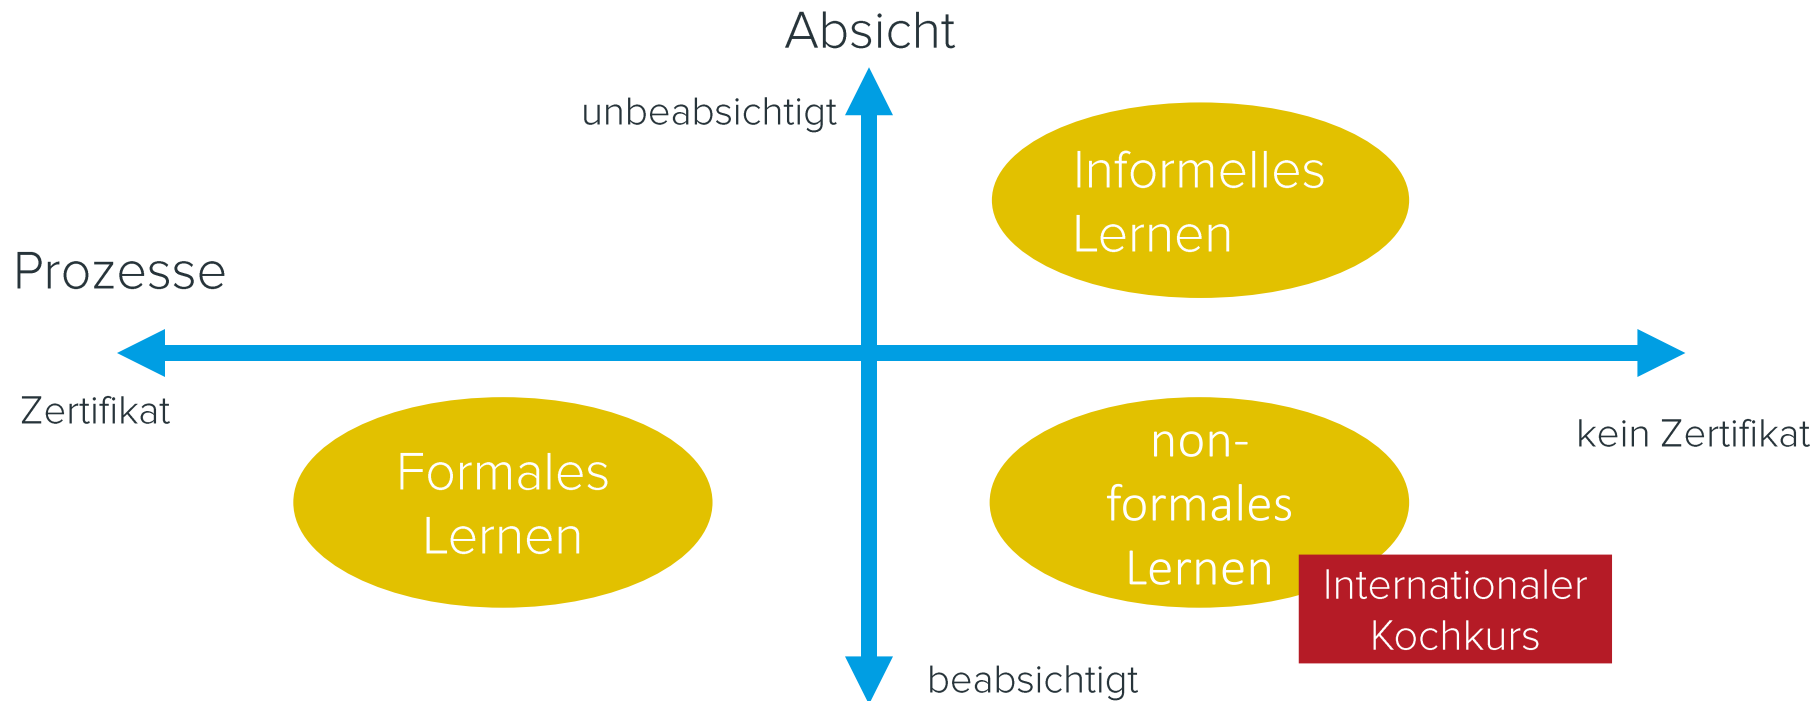 Absicht
unbeabsichtigt
Informelles
Lernen
Prozesse
Zertifikat
kein Zertifikat
Formales
Lernen
non-
formales
Lernen
Internationaler
Kochkurs
beabsichtigt